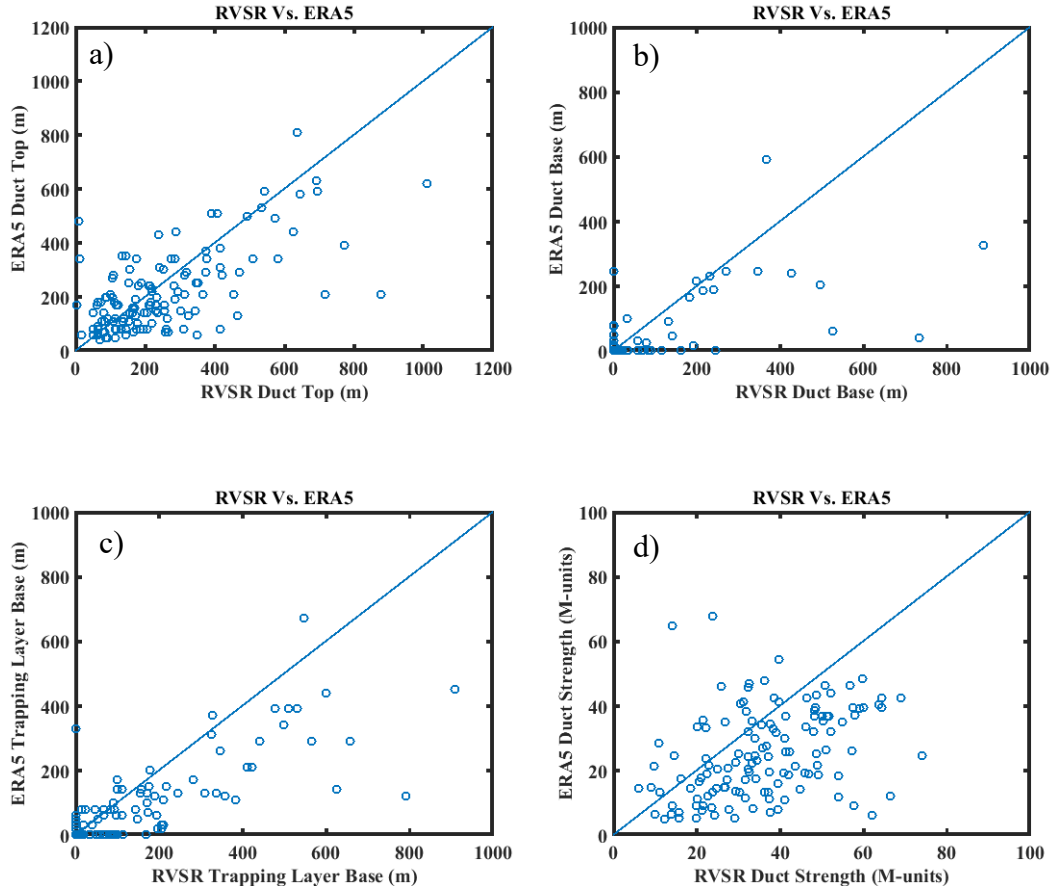 RVSR Vs. ERA5
a)
1200
1000
800
600
400
200
0
ERA5 Duct Top (m)
0 200 400 600 800 1000 1200
RVSR Duct Top (m)
RVSR Vs. ERA5
b)
1000
800
600
400
200
0
ERA5 Duct Base (m)
0 200 400 600 800 1000
RVSR Duct Base (m)
RVSR Vs. ERA5
c)
1000
800
600
400
200
0
ERA5 Trapping Layer Base (m)
0 200 400 600 800 1000
RVSR Trapping Layer Base (m)
RVSR Vs. ERA5
d)
100
80
60
40
20
0
ERA5 Duct Strength (M-units)
0 20 40 60 80 100
RVSR Duct Strength (M-units)